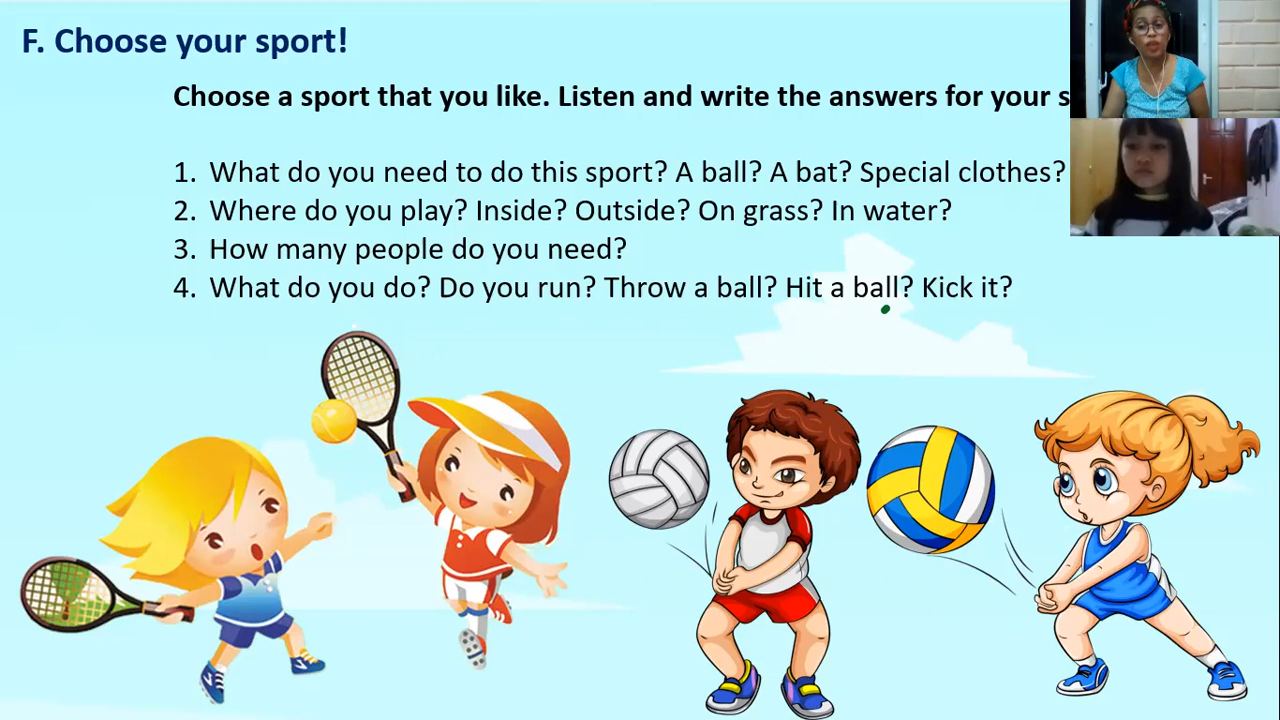 F. Choose your sport!
Choose a sport that you like. Listen and write the answers for your
1. What do you need to do this sport? A ball? A bat? Special clothes?
2. Where do you play? Inside? Outside? On grass? In water?
3. How many people do you need?
4. What do you do? Do you run? Throw a ball? Hit a ball? Kick it?